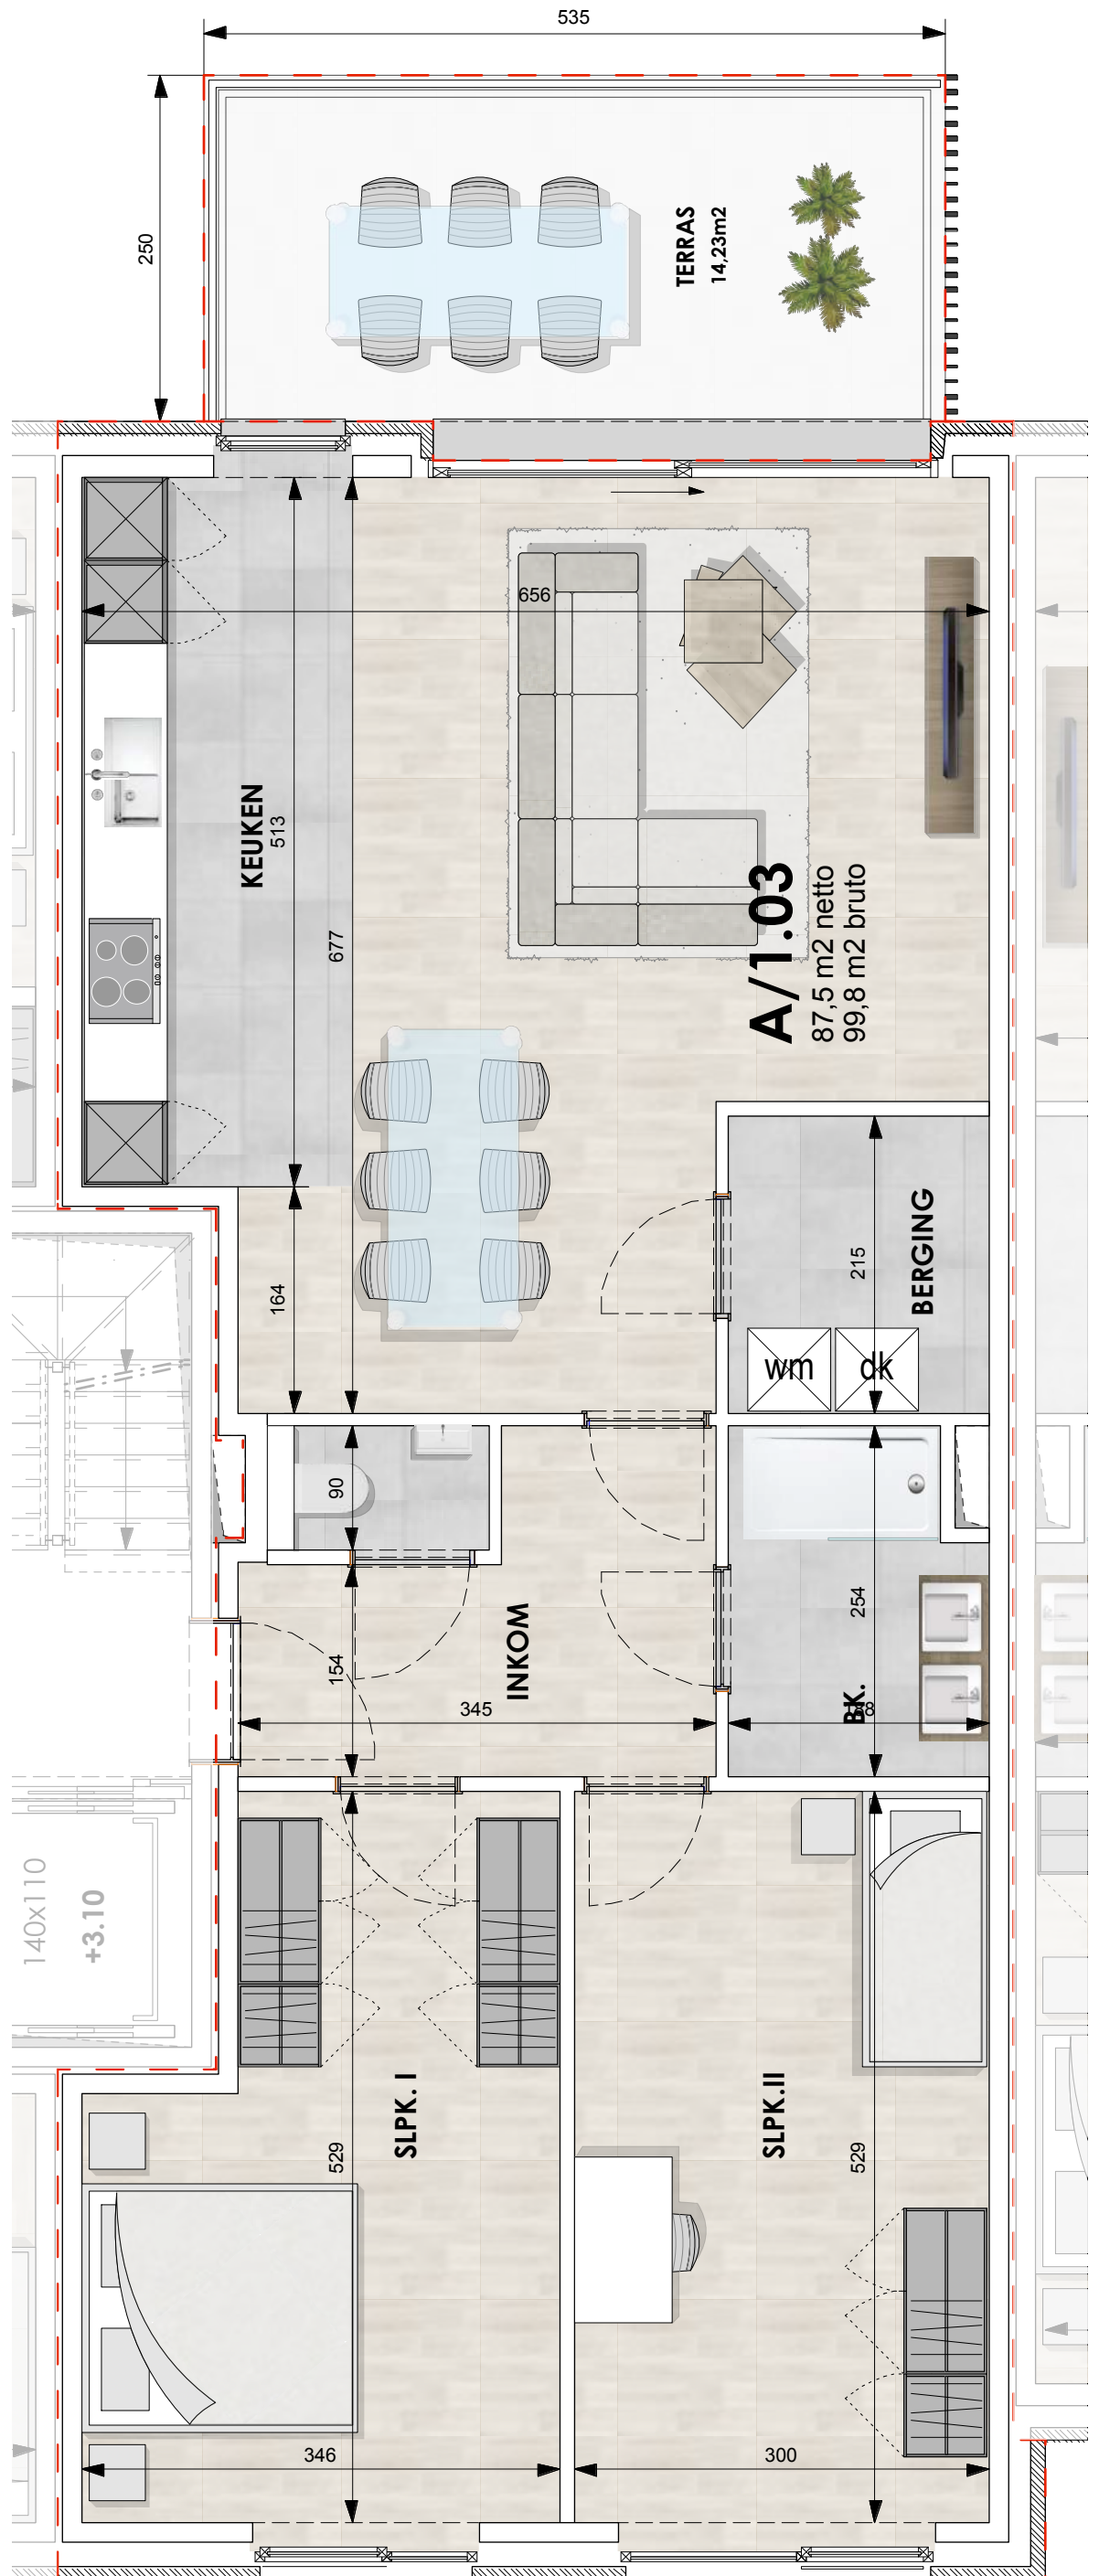 535
250
TERRAS
14,23m2
656
KEUKEN
513
677
A/1.03
87,5 m2 netto
99,8 m2 bruto
164
215
BERGING
wm
dk
90
254
INKOM
154
345
BK.
140x110
+3.10
SLPK. I
SLPK.II
529
529
346
300